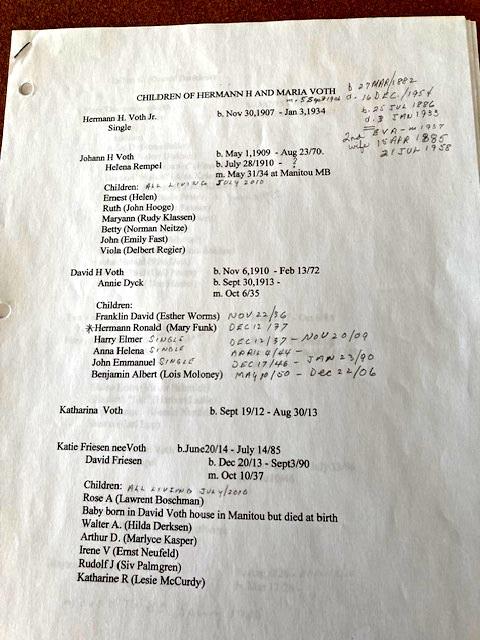 CHILDREN OF HERMANN H AND MARIA VOTH
b 27 MAR/1882
d. 16 DEC./1954
b. 25 JUL 1886
d. 3 JAN 1933
2nd wife EVA - m 1937
15 APR 1885
21 JUL 1958
Hermann H. Voth Jr. b. Nov 30,1907 - Jan 3,1934
Single
Johann H Voth b. May 1,1909 - Aug 23/70.
Helena Rempel b. July 28/1910 - ?
m. May 31/34 at Manitou MB
Children: ALL LIVING JULY 2010
Ernest (Helen)
Ruth (John Hooge)
Maryann (Rudy Klassen)
Betty (Norman Neitze)
John (Emily Fast)
Viola (Delbert Regier)
David H Voth b. Nov 6,1910 - Feb 13/72
Annie Dyck b. Sept 30,1913 -
m. Oct 6/35
Children:
Franklin David (Esther Worms) NOV 22/36
*Hermann Ronald (Mary Funk) DEC 12/37
Harry Elmer SINGLE DEC 12/37 - NOV 20/09
Anna Helena SINGLE APRIL 4/44 -
John Emmanuel SINGLE DEC 17/46 - JAN 23/90
Benjamin Albert (Lois Moloney) MAY 10/50 - Dec 22/06
Katharina Voth b. Sept 19/12 - Aug 30/13
Katie Friesen neeVoth b.June20/14 - July 14/85
David Friesen b. Dec 20/13 - Sept3/90
m. Oct 10/37
Children: ALL LIVING JULY/2010
Rose A (Lawrent Boschman)
Baby born in David Voth house in Manitou but died at birth
Walter A. (Hilda Derksen)
Arthur D. (Marlyce Kasper)
Irene V (Ernst Neufeld)
Rudolf J (Siv Palmgren)
Katharine R (Lesie McCurdy)